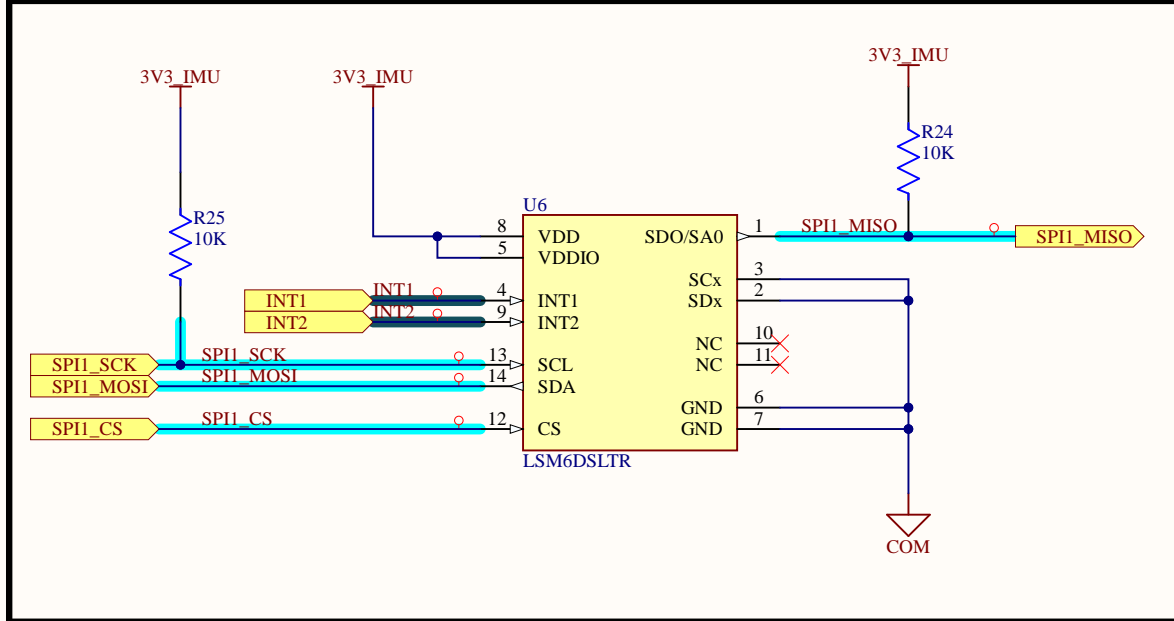 3V3_IMU
3V3_IMU
3V3_IMU
R24
10K
R25
10K
U6
8 VDD
5 VDDIO
4 INT1
9 INT2
13 SCL
14 SDA
12 CS
SDO/SA0 1
SCx 3
SDx 2
NC 10
NC 11
GND 6
GND 7
LSM6DSLTR
INT1 INT1
INT2 INT2
SPI1_SCK SPI1_SCK
SPI1_MOSI SPI1_MOSI
SPI1_CS SPI1_CS
SPI1_MISO SPI1_MISO
COM